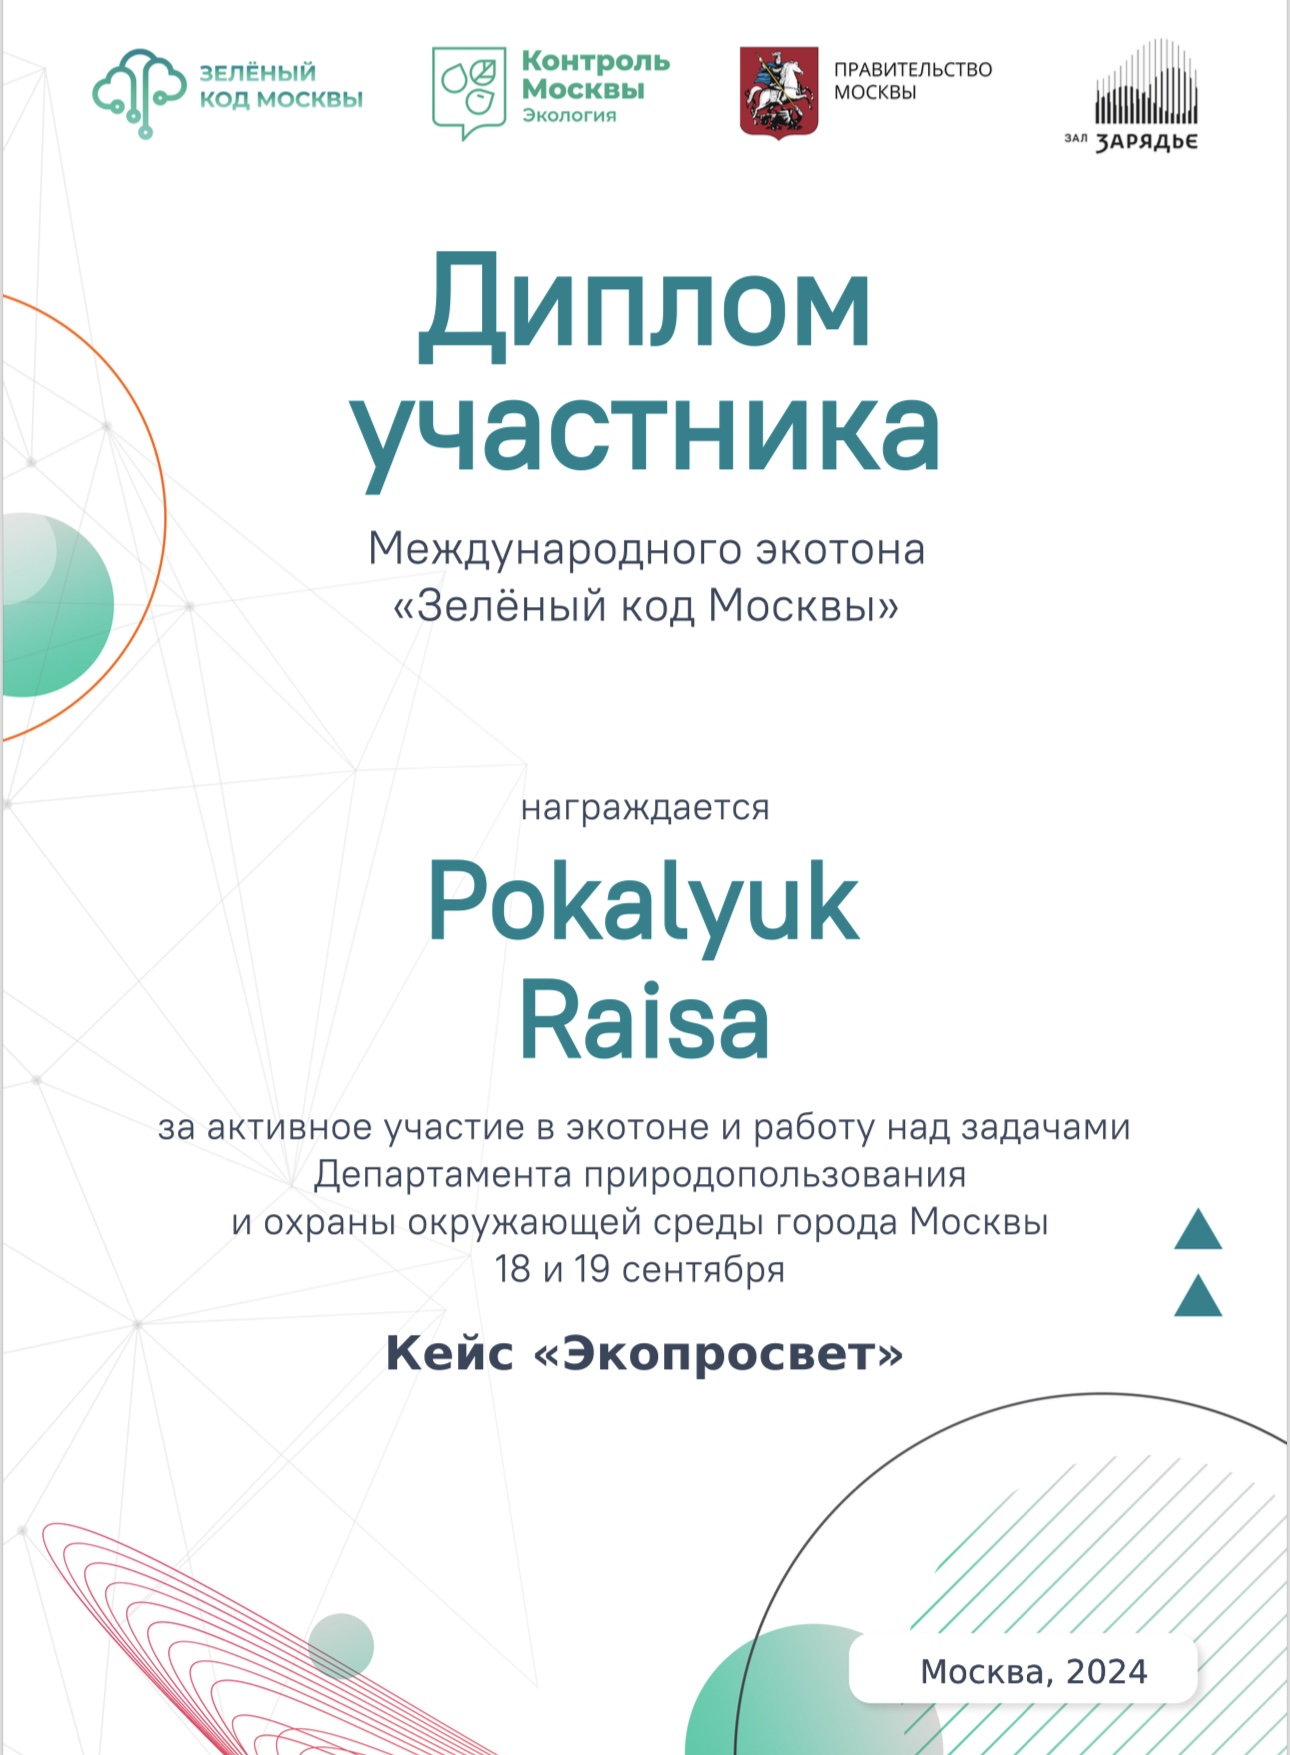 ЗЕЛЁНЫЙ
КОД МОСКВЫ
Контроль
Москвы
Экология
ПРАВИТЕЛЬСТВО
МОСКВЫ
ЗАЛ ЗАРЯДЬЕ
Диплом
участника
Международного экотона
«Зелёный код Москвы»
награждается
Pokalyuk
Raisa
за активное участие в экотоне и работу над задачами
Департамента природопользования
и охраны окружающей среды города Москвы
18 и 19 сентября
Кейс «Экопросвет»
Москва, 2024